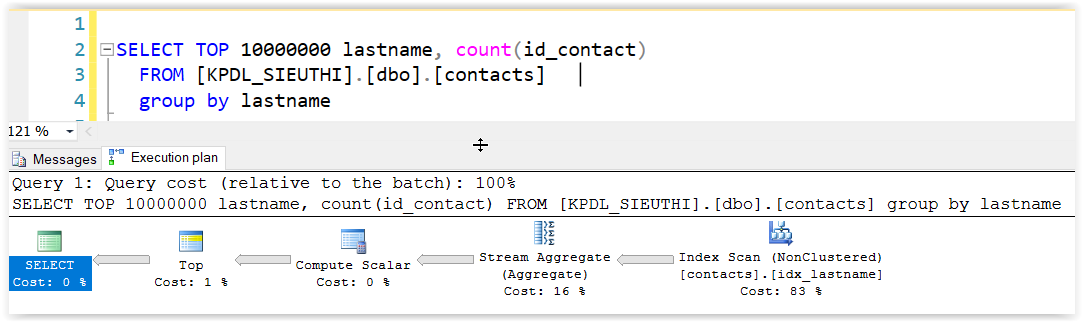 1
2 SELECT TOP 10000000 lastname, count(id_contact)
3 FROM [KPDL_SIEUTHI].[dbo].[contacts]
4 group by lastname
121 %
Messages Execution plan
Query 1: Query cost (relative to the batch): 100%
SELECT TOP 10000000 lastname, count(id_contact) FROM [KPDL_SIEUTHI].[dbo].[contacts] group by lastname
SELECT
Cost: 0 %
Top
Cost: 1 %
Compute Scalar
Cost: 0 %
Stream Aggregate
(Aggregate)
Cost: 16 %
Index Scan (NonClustered)
[contacts].[idx_lastname]
Cost: 83 %